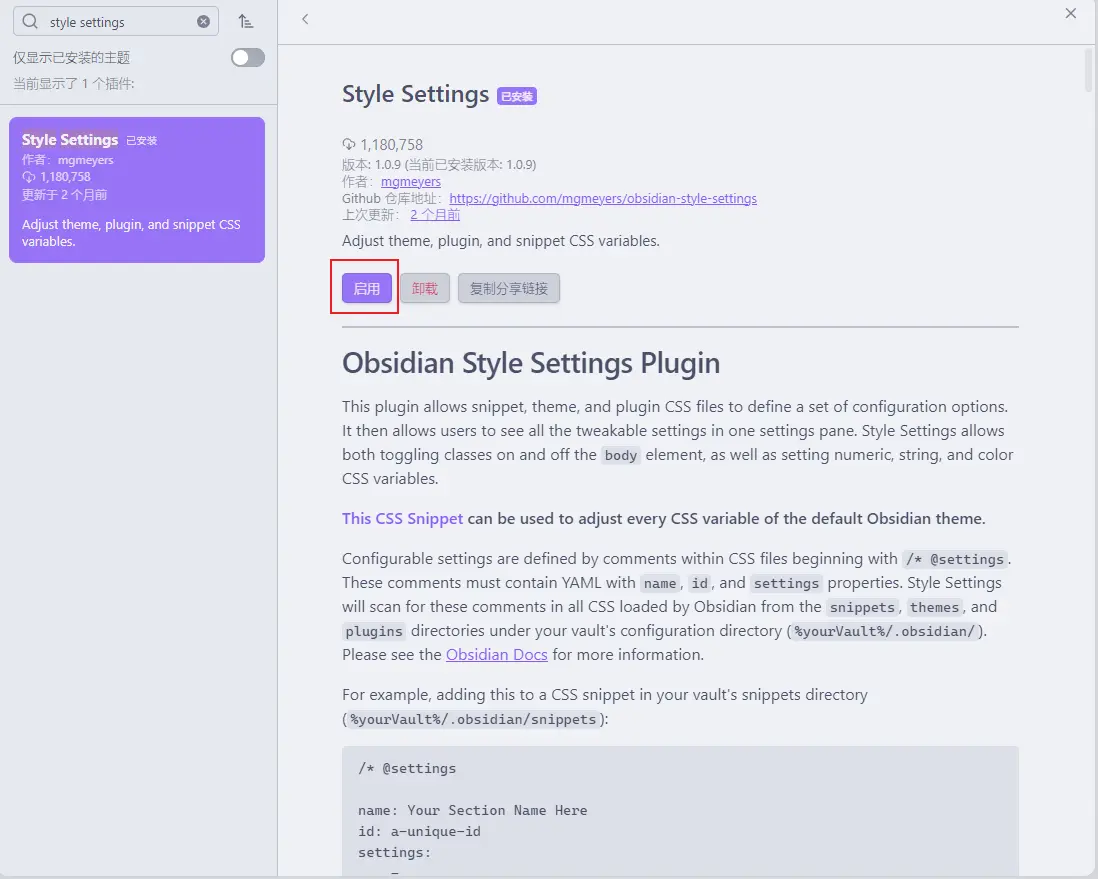 style settings
仅显示已安装的主题
当前显示了 1 个插件:
Style Settings 已安装
作者: mgmeyers
1,180,758
更新于 2 个月前
Adjust theme, plugin, and snippet CSS
variables.
Style Settings 已安装
1,180,758
版本: 1.0.9 (当前已安装版本: 1.0.9)
作者: mgmeyers
Github 仓库地址: https://github.com/mgmeyers/obsidian-style-settings
上次更新: 2 个月前
Adjust theme, plugin, and snippet CSS variables.
启用 卸载 复制分享链接
Obsidian Style Settings Plugin
This plugin allows snippet, theme, and plugin CSS files to define a set of configuration options.
It then allows users to see all the tweakable settings in one settings pane. Style Settings allows
both toggling classes on and off the body element, as well as setting numeric, string, and color
CSS variables.
This CSS Snippet can be used to adjust every CSS variable of the default Obsidian theme.
Configurable settings are defined by comments within CSS files beginning with /* @settings.
These comments must contain YAML with name, id, and settings properties. Style Settings
will scan for these comments in all CSS loaded by Obsidian from the snippets, themes, and
plugins directories under your vault's configuration directory (%yourVault%/.obsidian/).
Please see the Obsidian Docs for more information.
For example, adding this to a CSS snippet in your vault's snippets directory
(%yourVault%/.obsidian/snippets):
/* @settings
name: Your Section Name Here
id: a-unique-id
settings:
-